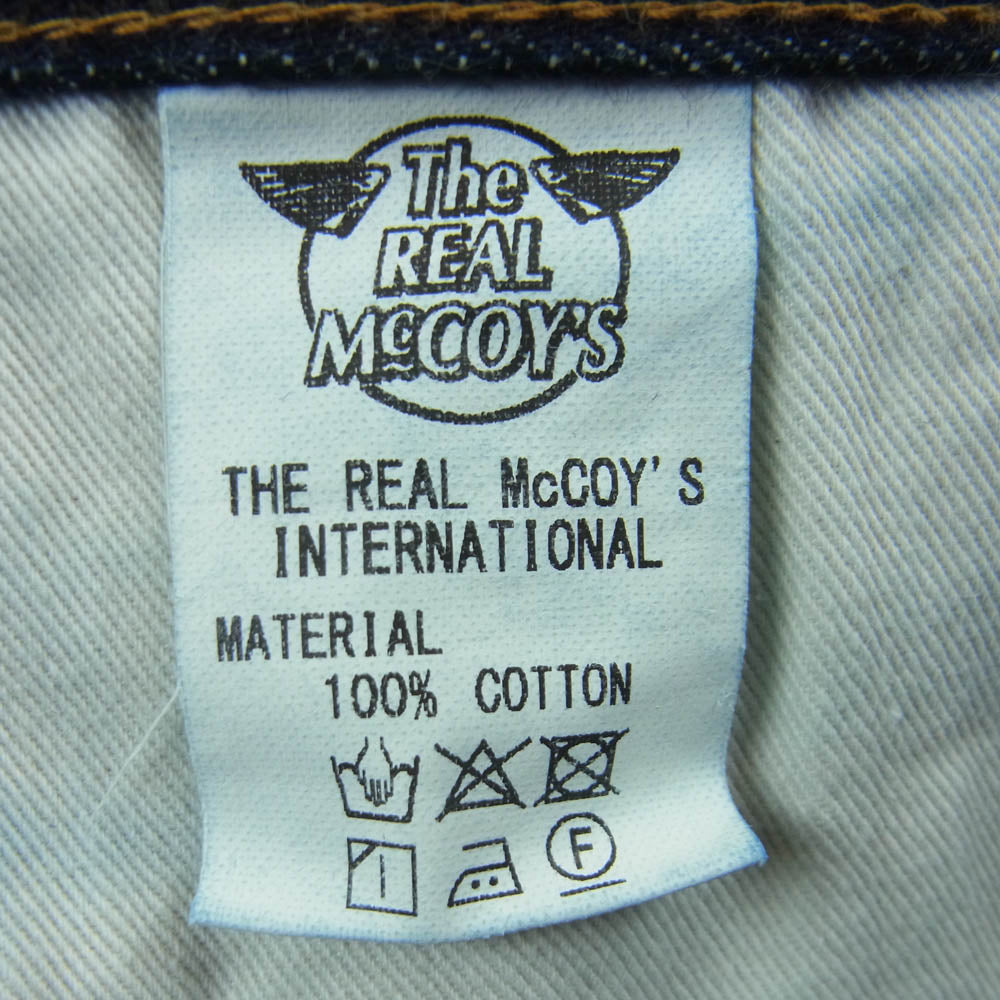 The
REAL
McCOY'S
THE REAL McCOY'S
INTERNATIONAL
MATERIAL
100% COTTON
F